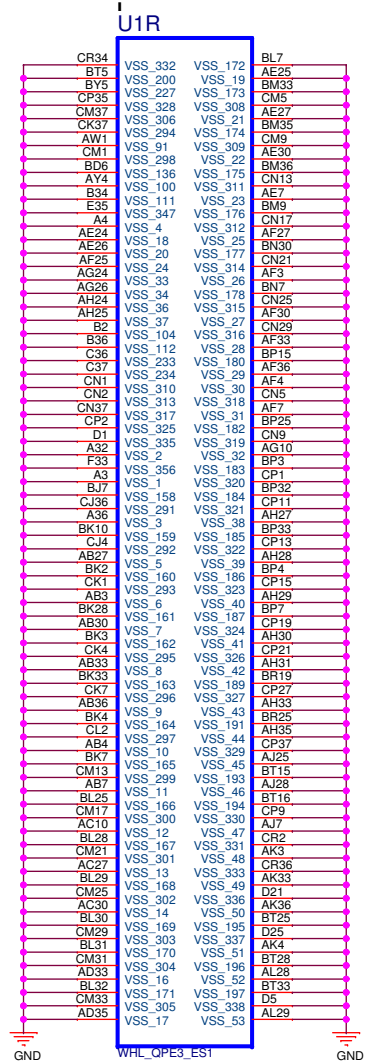 U1R
CR34 VSS_332 VSS_172 BL7
BT5 VSS_200 VSS_19 AE25
BY5 VSS_227 VSS_173 BM33
CP35 VSS_328 VSS_308 CM5
CM37 VSS_306 VSS_21 AE27
CK37 VSS_294 VSS_174 BM35
AW1 VSS_91 VSS_309 CM9
CM1 VSS_298 VSS_22 AE30
BD6 VSS_136 VSS_175 BM36
AY4 VSS_100 VSS_311 CN13
B34 VSS_111 VSS_23 AE7
E35 VSS_347 VSS_176 BM9
A4 VSS_4 VSS_312 CN17
AE24 VSS_18 VSS_25 AF27
AE26 VSS_20 VSS_177 BN30
AF25 VSS_24 VSS_314 CN21
AG24 VSS_33 VSS_26 AF3
AG26 VSS_34 VSS_178 BN7
AH24 VSS_36 VSS_315 CN25
AH25 VSS_37 VSS_27 AF30
B2 VSS_104 VSS_316 CN29
B36 VSS_112 VSS_28 AF33
C36 VSS_233 VSS_180 BP15
C37 VSS_234 VSS_29 AF36
CN1 VSS_310 VSS_30 AF4
CN2 VSS_313 VSS_318 CN5
CN37 VSS_317 VSS_31 AF7
CP2 VSS_325 VSS_182 BP25
D1 VSS_335 VSS_319 CN9
A32 VSS_2 VSS_32 AG10
F33 VSS_356 VSS_183 BP3
A3 VSS_1 VSS_320 CP1
BJ7 VSS_158 VSS_184 BP32
CJ36 VSS_291 VSS_321 CP11
A36 VSS_3 VSS_38 AH27
BK10 VSS_159 VSS_185 BP33
CJ4 VSS_292 VSS_322 CP13
AB27 VSS_5 VSS_39 AH28
BK2 VSS_160 VSS_186 BP4
CK1 VSS_293 VSS_323 CP15
AB3 VSS_6 VSS_40 AH29
BK28 VSS_161 VSS_187 BP7
AB30 VSS_7 VSS_324 CP19
BK3 VSS_162 VSS_41 AH30
CK4 VSS_295 VSS_326 CP21
AB33 VSS_8 VSS_42 AH31
BK33 VSS_163 VSS_189 BR19
CK7 VSS_296 VSS_327 CP27
AB36 VSS_9 VSS_43 AH33
BK4 VSS_164 VSS_191 BR25
CL2 VSS_297 VSS_44 AH35
AB4 VSS_10 VSS_329 CP37
BK7 VSS_165 VSS_45 AJ25
CM13 VSS_299 VSS_193 BT15
AB7 VSS_11 VSS_46 AJ28
BL25 VSS_166 VSS_194 BT16
CM17 VSS_300 VSS_330 CP9
AC10 VSS_12 VSS_47 AJ7
BL28 VSS_167 VSS_331 CR2
CM21 VSS_301 VSS_48 AK3
AC27 VSS_13 VSS_333 CR36
BL29 VSS_168 VSS_49 AK33
CM25 VSS_302 VSS_336 D21
AC30 VSS_14 VSS_50 AK36
BL30 VSS_169 VSS_195 BT25
CM29 VSS_303 VSS_337 D25
BL31 VSS_170 VSS_51 AK4
CM31 VSS_304 VSS_196 BT28
AD33 VSS_16 VSS_52 AL28
BL32 VSS_171 VSS_197 BT33
CM33 VSS_305 VSS_338 D5
AD35 VSS_17 VSS_53 AL29
GND WHL_QPE3_ES1 GND